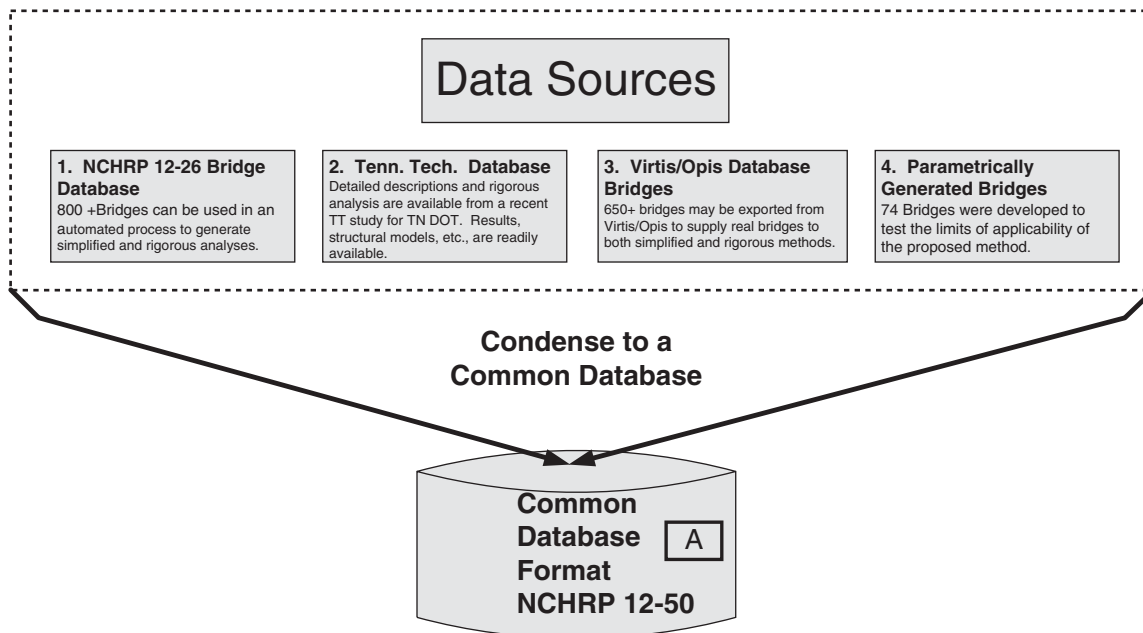 Data Sources
1. NCHRP 12-26 Bridge
Database
800 +Bridges can be used in an
automated process to generate
simplified and rigorous analyses.
2. Tenn. Tech. Database
Detailed descriptions and rigorous
analysis are available from a recent
TT study for TN DOT. Results,
structural models, etc., are readily
available.
3. Virtis/Opis Database
Bridges
650+ bridges may be exported from
Virtis/Opis to supply real bridges to
both simplified and rigorous methods.
4. Parametrically
Generated Bridges
74 Bridges were developed to
test the limits of applicability of
the proposed method.
Condense to a
Common Database
Common
Database
A
Format
NCHRP 12-50